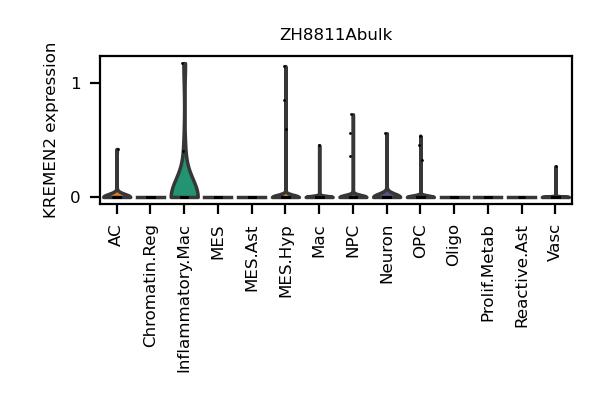 ZH8811Abulk
KREMEN2 expression
1
0
AC
Chromatin.Reg
Inflammatory.Mac
MES
MES.Ast
MES.Hyp
Mac
NPC
Neuron
OPC
Oligo
Prolif.Metab
Reactive.Ast
Vasc